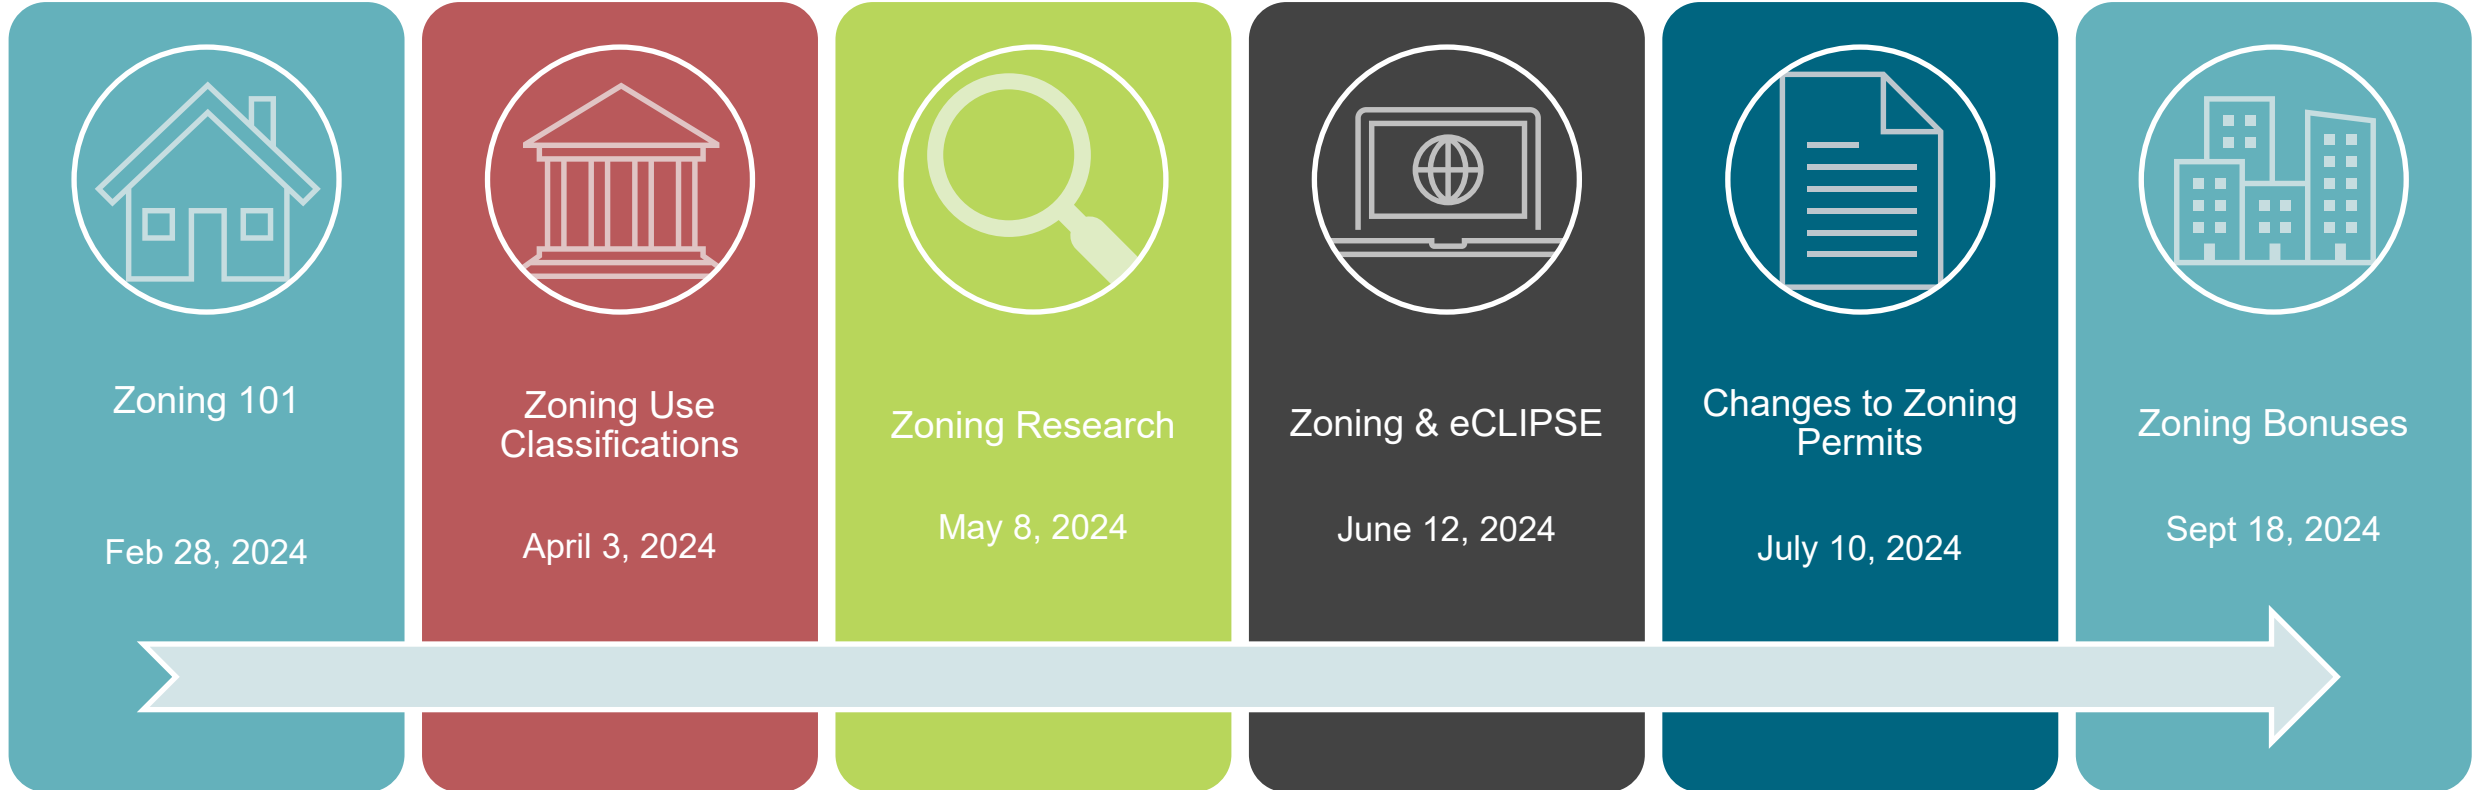 Zoning 101
Feb 28, 2024
Zoning Use
Classifications
April 3, 2024
Zoning Research
May 8, 2024
Zoning & eCLIPSE
June 12, 2024
Changes to Zoning
Permits
July 10, 2024
Zoning Bonuses
Sept 18, 2024